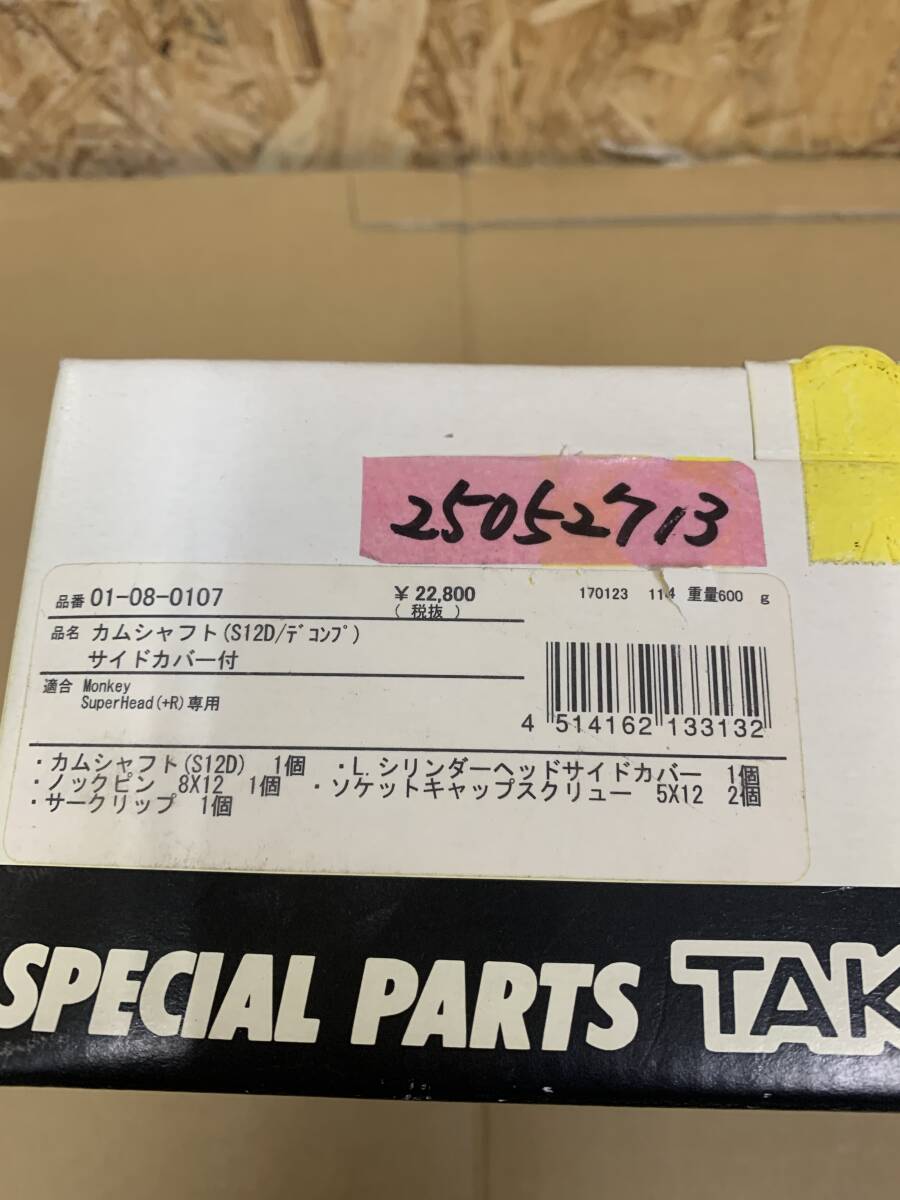 25052713
品番 01-08-0107 ¥ 22,800 170123 114 重量600 g
( 税抜 )
品名 カムシャフト(S12D/ﾃﾞｺﾝﾌﾟ)
サイドカバー付
適合 Monkey
SuperHead(+R)専用
4 514162 133132
・カムシャフト(S12D) 1個 ・L.シリンダーヘッドサイドカバー 1個
・ノックピン 8X12 1個 ・ソケットキャップスクリュー 5X12 2個
・サークリップ 1個
SPECIAL PARTS TAK